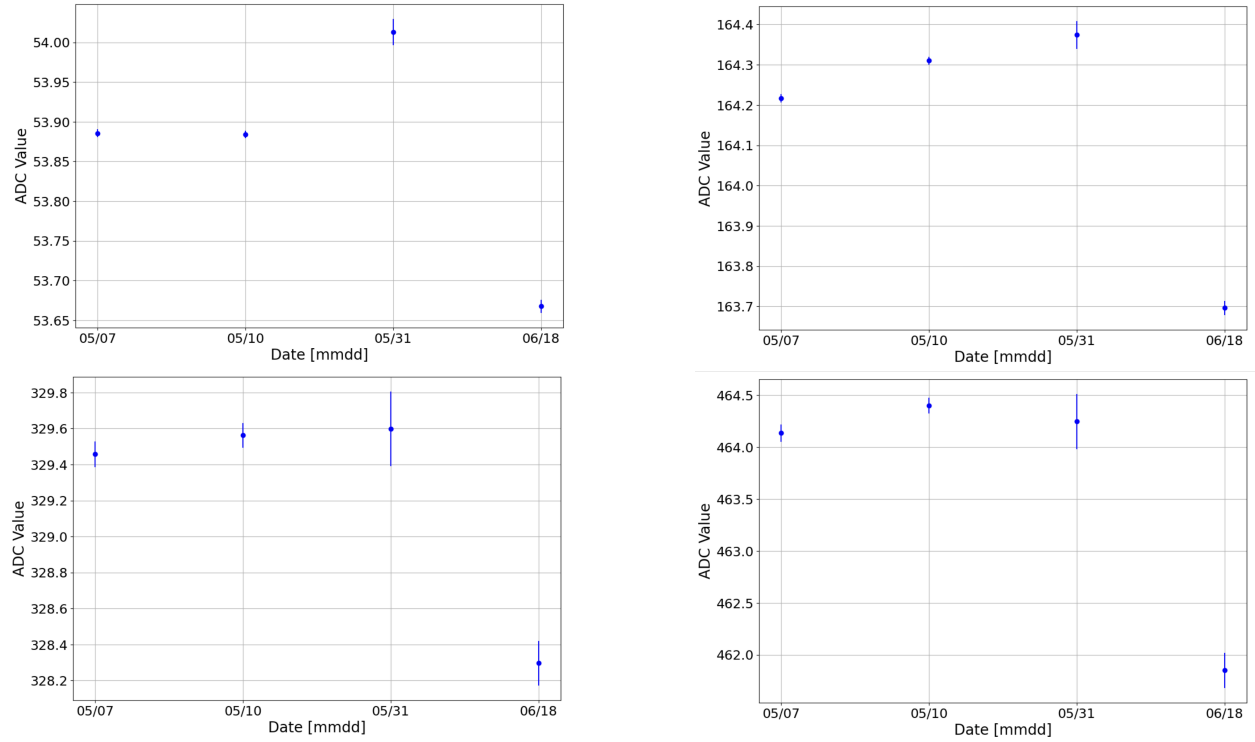 54.00
53.95
53.90
53.85
53.80
53.75
53.70
53.65
ADC Value
05/07 05/10 05/31 06/18
Date [mmdd]
164.4
164.3
164.2
164.1
164.0
163.9
163.8
163.7
ADC Value
05/07 05/10 05/31 06/18
Date [mmdd]
329.8
329.6
329.4
329.2
329.0
328.8
328.6
328.4
328.2
ADC Value
05/07 05/10 05/31 06/18
Date [mmdd]
464.5
464.0
463.5
463.0
462.5
462.0
ADC Value
05/07 05/10 05/31 06/18
Date [mmdd]